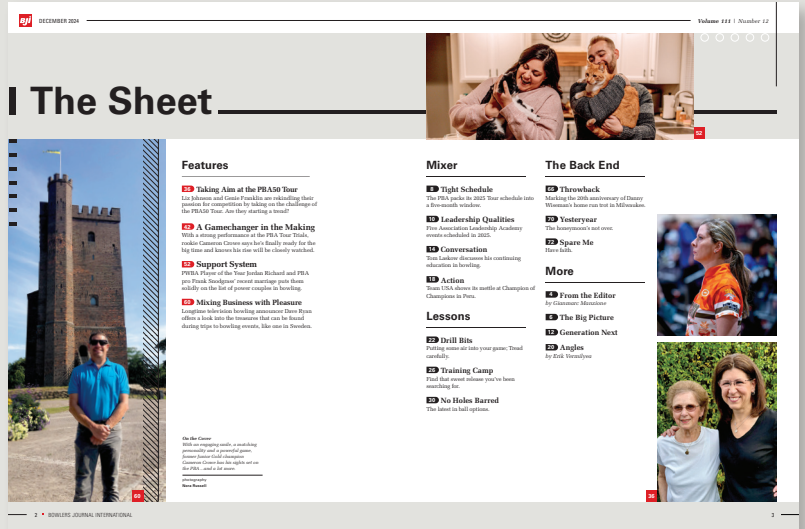 bji DECEMBER 2024
Volume 111 | Number 12
The Sheet
52
Features
36 Taking Aim at the PBA50 Tour
Liz Johnson and Genie Franklin are rekindling their
passion for competition by taking on the challenge of
the PBA50 Tour. Are they starting a trend?
42 A Gamechanger in the Making
With a strong performance at the PBA Tour Trials,
rookie Cameron Crowe says he's finally ready for the
big time and knows his rise will be closely watched.
52 Support System
PWBA Player of the Year Jordan Richard and PBA
pro Frank Snodgrass' recent marriage puts them
solidly on the list of power couples in bowling.
60 Mixing Business with Pleasure
Longtime television bowling announcer Dave Ryan
offers a look into the treasures that can be found
during trips to bowling events, like one in Sweden.
On the Cover
With an engaging smile, a matching
personality and a powerful game,
former Junior Gold champion
Cameron Crowe has his sights set on
the PBA...and a lot more.
photography
Nora Russell
60
Mixer
8 Tight Schedule
The PBA packs its 2025 Tour schedule into
a five-month window.
10 Leadership Qualities
Five Association Leadership Academy
events scheduled in 2025.
14 Conversation
Tom Laskow discusses his continuing
education in bowling.
18 Action
Team USA shows its mettle at Champion of
Champions in Peru.
Lessons
22 Drill Bits
Putting some air into your game; Tread
carefully.
26 Training Camp
Find that sweet release you've been
searching for.
30 No Holes Barred
The latest in ball options.
The Back End
66 Throwback
Marking the 20th anniversary of Danny
Wiseman's home run trot in Milwaukee.
70 Yesteryear
The honeymoon's not over.
72 Spare Me
Have faith.
More
4 From the Editor
by Gianmarc Manzione
6 The Big Picture
12 Generation Next
20 Angles
by Erik Vermilyea
36
2 • BOWLERS JOURNAL INTERNATIONAL
3